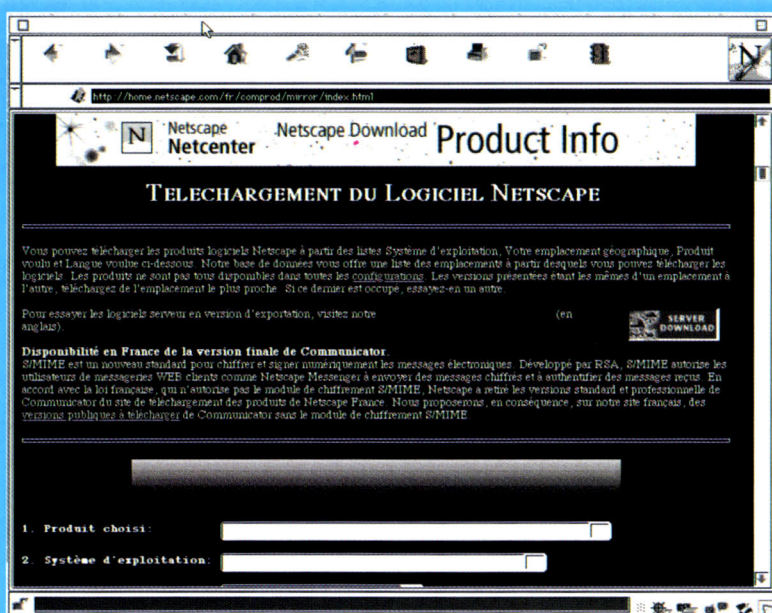 http://home.netscape.com/fr/comprod/mirror/index.html
N
Netscape
Netcenter
Netscape Download
Product Info
TELECHARGEMENT DU LOGICIEL NETSCAPE
Vous pouvez télécharger les produits logiciels Netscape à partir des listes Système d'exploitation, Votre emplacement géographique, Produit
voulu et Langue voulue ci-dessous. Notre base de données vous offre une liste des emplacements à partir desquels vous pouvez télécharger les
logiciels. Les produits ne sont pas tous disponibles dans toutes les configurations. Les versions présentées étant les mêmes d'un emplacement à
l'autre, téléchargez de l'emplacement le plus proche. Si ce dernier est occupé, essayez-en un autre.
Pour essayer les logiciels serveur en version d'exportation, visitez notre (en
anglais).
SERVER
DOWNLOAD
Disponibilité en France de la version finale de Communicator.
S/MIME est un nouveau standard pour chiffrer et signer numériquement les messages électroniques. Développé par RSA, S/MIME autorise les
utilisateurs de messageries WEB clients comme Netscape Messenger à envoyer des messages chiffrés et à authentifier des messages reçus. En
accord avec la loi française, qui n'autorise pas le module de chiffrement S/MIME, Netscape a retiré les versions standard et professionnelle de
Communicator du site de téléchargement des produits de Netscape France. Nous proposerons, en conséquence, sur notre site français, des
versions publiques à télécharger de Communicator sans le module de chiffrement S/MIME.
1. Produit choisi:
2. Système d'exploitation:
N